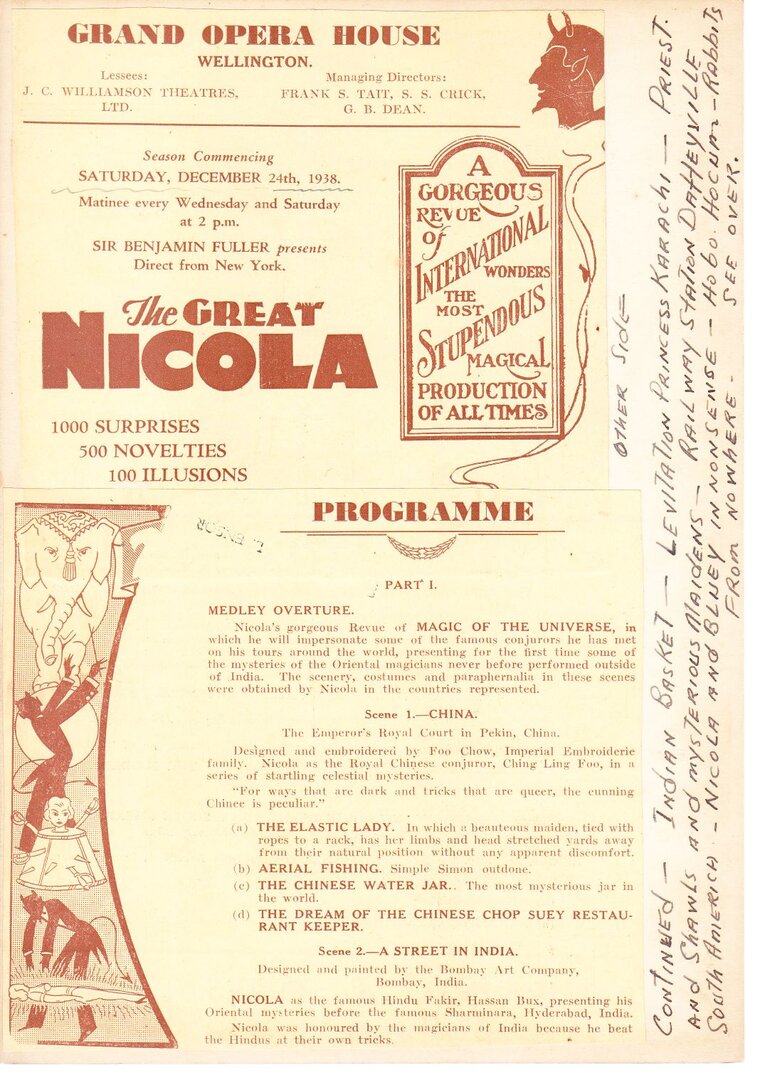 GRAND OPERA HOUSE
WELLINGTON.
Lessees:
J. C. WILLIAMSON THEATRES,
LTD.
Managing Directors:
FRANK S. TAIT, S. S. CRICK,
G. B. DEAN.
Season Commencing
SATURDAY, DECEMBER 24th, 1938.
Matinee every Wednesday and Saturday
at 2 p.m.
SIR BENJAMIN FULLER presents
Direct from New York.
The GREAT
NICOLA
1000 SURPRISES
500 NOVELTIES
100 ILLUSIONS
A
GORGEOUS
REVUE
of
INTERNATIONAL
WONDERS
THE
MOST
STUPENDOUS
MAGICAL
PRODUCTION
OF ALL TIMES
PROGRAMME
PART I.
MEDLEY OVERTURE.
Nicola's gorgeous Revue of MAGIC OF THE UNIVERSE, in
which he will impersonate some of the famous conjurors he has met
on his tours around the world, presenting for the first time some of
the mysteries of the Oriental magicians never before performed outside
of India. The scenery, costumes and paraphenalia in these scenes
were obtained by Nicola in the countries represented.
Scene 1.—CHINA.
The Emperor's Royal Court in Pekin, China.
Designed and embroidered by Foo Chow, Imperial Embroiderie
family. Nicola as the Royal Chinese conjuror, Ching Ling Foo, in a
series of startling celestial mysteries.
"For ways that are dark and tricks that are queer, the cunning
Chinee is peculiar."
(a) THE ELASTIC LADY. In which a beauteous maiden, tied with
ropes to a rack, has her limbs and head stretched yards away
from their natural position without any apparent discomfort.
(b) AERIAL FISHING. Simple Simon outdone.
(c) THE CHINESE WATER JAR.. The most mysterious jar in
the world.
(d) THE DREAM OF THE CHINESE CHOP SUEY RESTAU-
RANT KEEPER.
Scene 2.—A STREET IN INDIA.
Designed and painted by the Bombay Art Company,
Bombay, India.
NICOLA as the famous Hindu Fakir, Hassan Bux, presenting his
Oriental mysteries before the famous Sharminara, Hyderabad, India.
Nicola was honoured by the magicians of India because he beat
the Hindus at their own tricks.
OTHER SIDE
CONTINUED — INDIAN BASKET — LEVITATION PRINCESS KARACHI — PRIEST.
AND SHAWLS AND MYSTERIOUS MAIDENS — RAILWAY STATION DAFFEYVILLE
SOUTH AMERICA - NICOLA AND BLUEY IN NONSENSE - HOBO. HOCUM - RABBITS
FROM NOWHERE. SEE OVER.